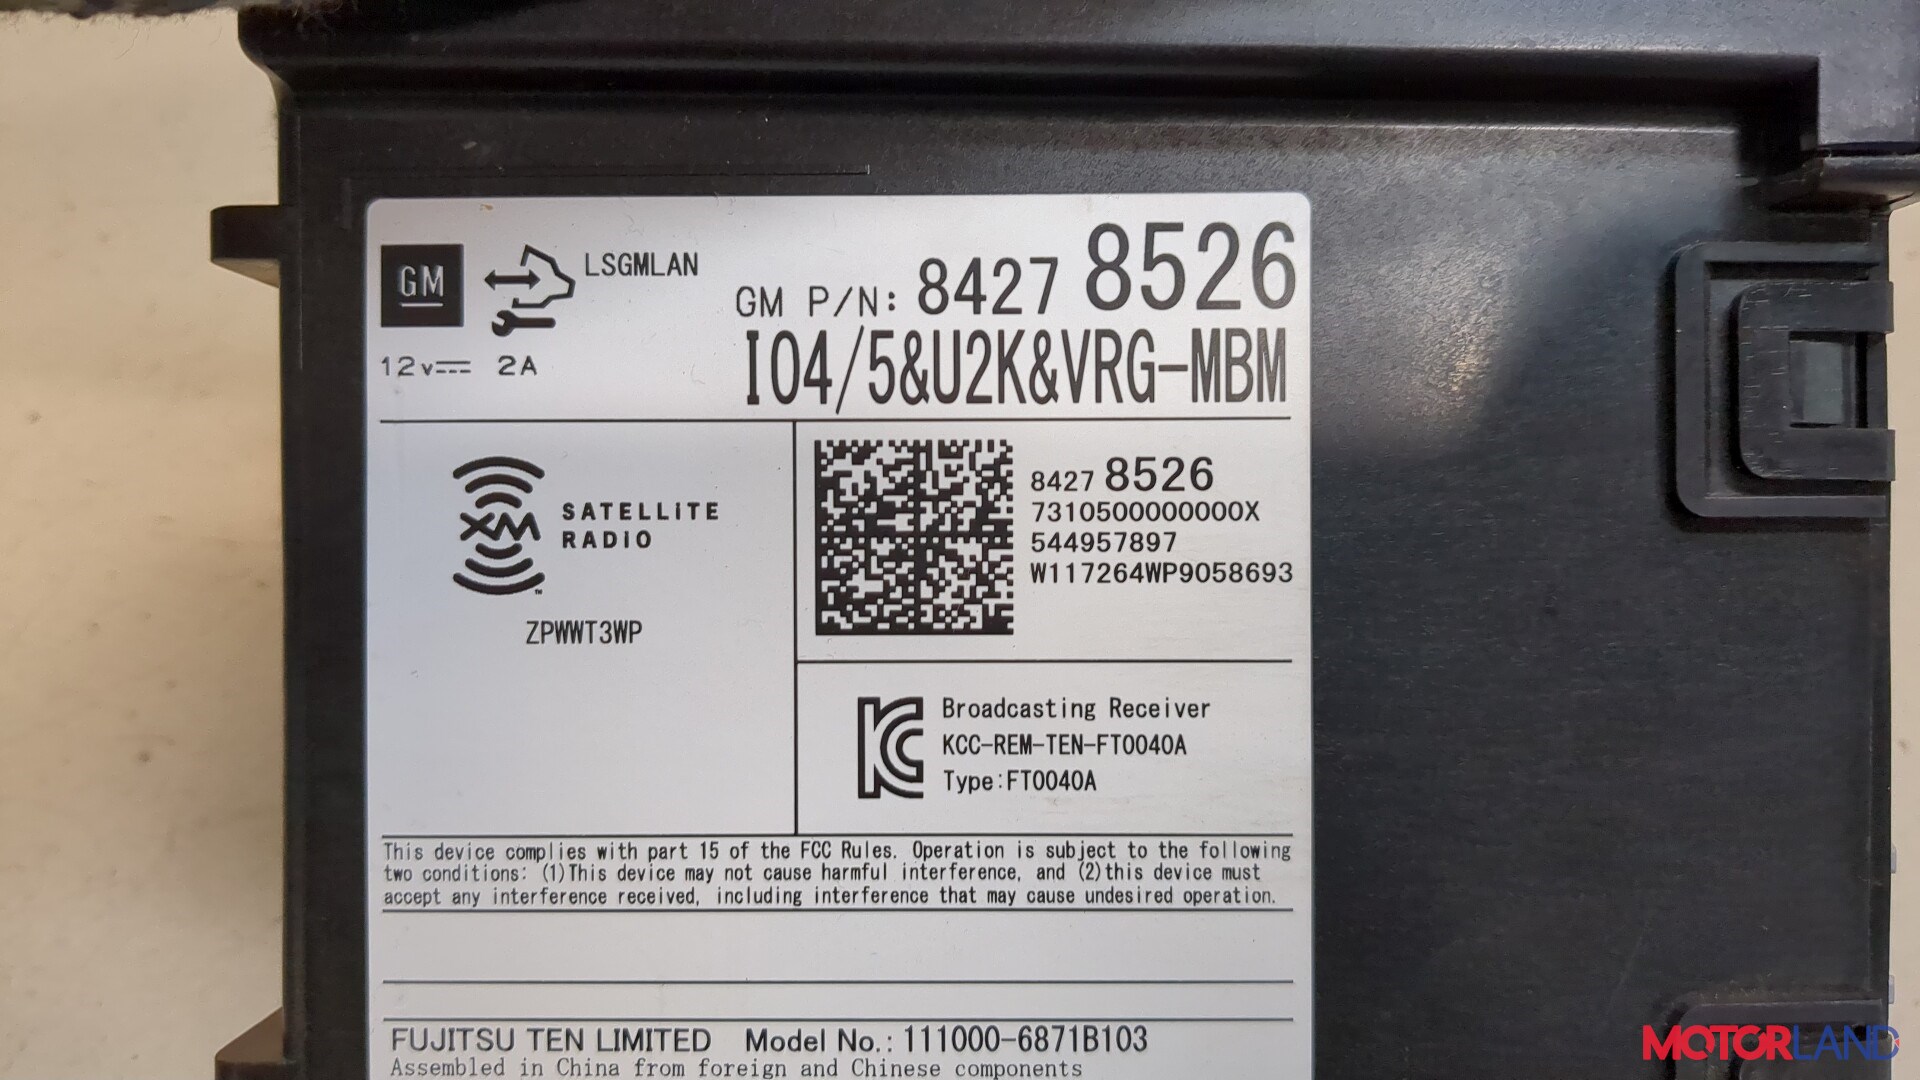 GM
LSGMLAN
GM P/N: 8427 8526
12v 2A
IO4/5&U2K&VRG-MBM
XM
SATELLiTE
RADiO
™
ZPWWT3WP
8427 8526
7310500000000X
544957897
W117264WP9058693
Broadcasting Receiver
KCC-REM-TEN-FT0040A
Type:FT0040A
This device complies with part 15 of the FCC Rules. Operation is subject to the following
two conditions: (1)This device may not cause harmful interference, and (2)this device must
accept any interference received, including interference that may cause undesired operation.
FUJITSU TEN LIMITED Model No.: 111000-6871B103
Assembled in China from foreign and Chinese components
MOTORLAND